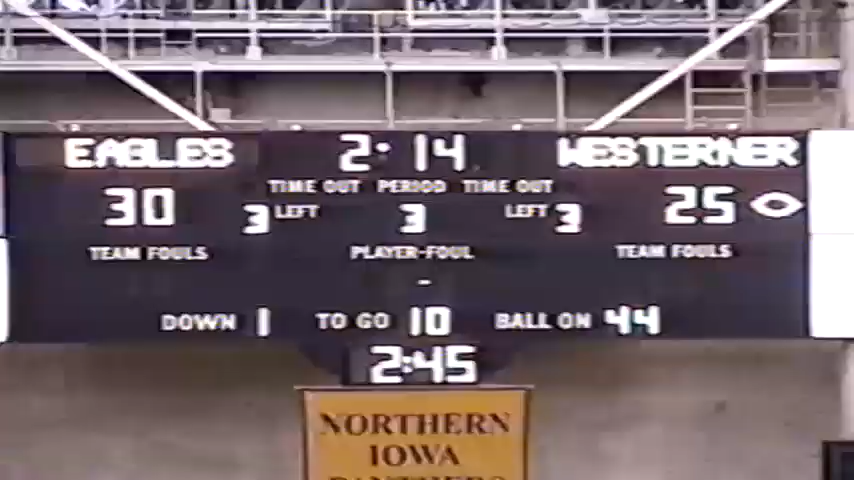 EAGLES 2:14 WESTERNER
TIME OUT PERIOD TIME OUT
30 3 LEFT 3 LEFT 3 25
TEAM FOULS PLAYER-FOUL TEAM FOULS
-
DOWN 1 TO GO 10 BALL ON 44
2:45
NORTHERN
IOWA
PANTHERS